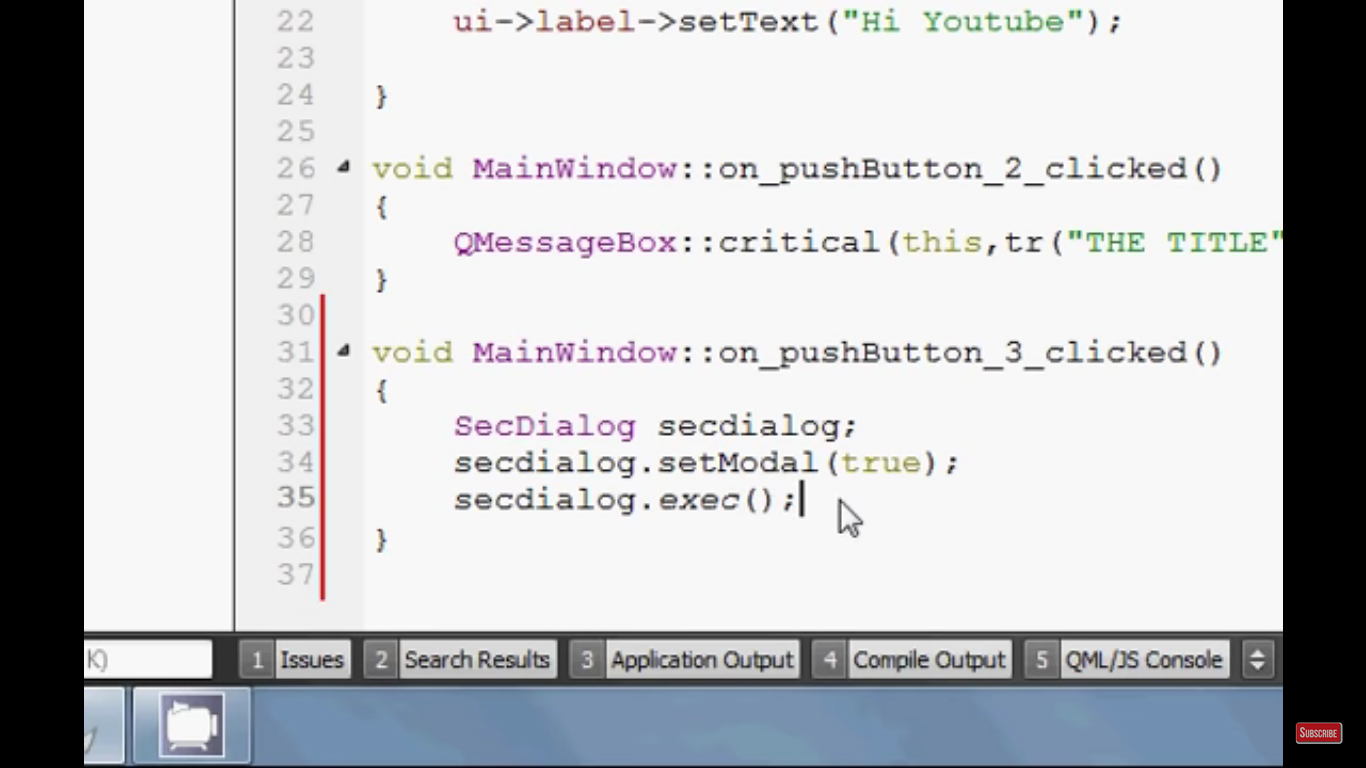 22 ui->label->setText("Hi Youtube");
23
24 }
25
26 void MainWindow::on_pushButton_2_clicked()
27 {
28 QMessageBox::critical(this,tr("THE TITLE"
29 }
30
31 void MainWindow::on_pushButton_3_clicked()
32 {
33 SecDialog secdialog;
34 secdialog.setModal(true);
35 secdialog.exec();
36 }
37
K) 1 Issues 2 Search Results 3 Application Output 4 Compile Output 5 QML/JS Console
SUBSCRIBE